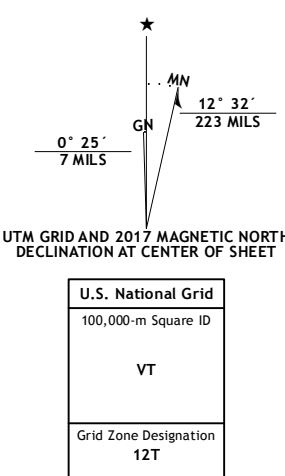 ★
MN
GN
12° 32´
223 MILS
0° 25´
7 MILS
UTM GRID AND 2017 MAGNETIC NORTH
DECLINATION AT CENTER OF SHEET
U.S. National Grid
100,000-m Square ID
VT
Grid Zone Designation
12T